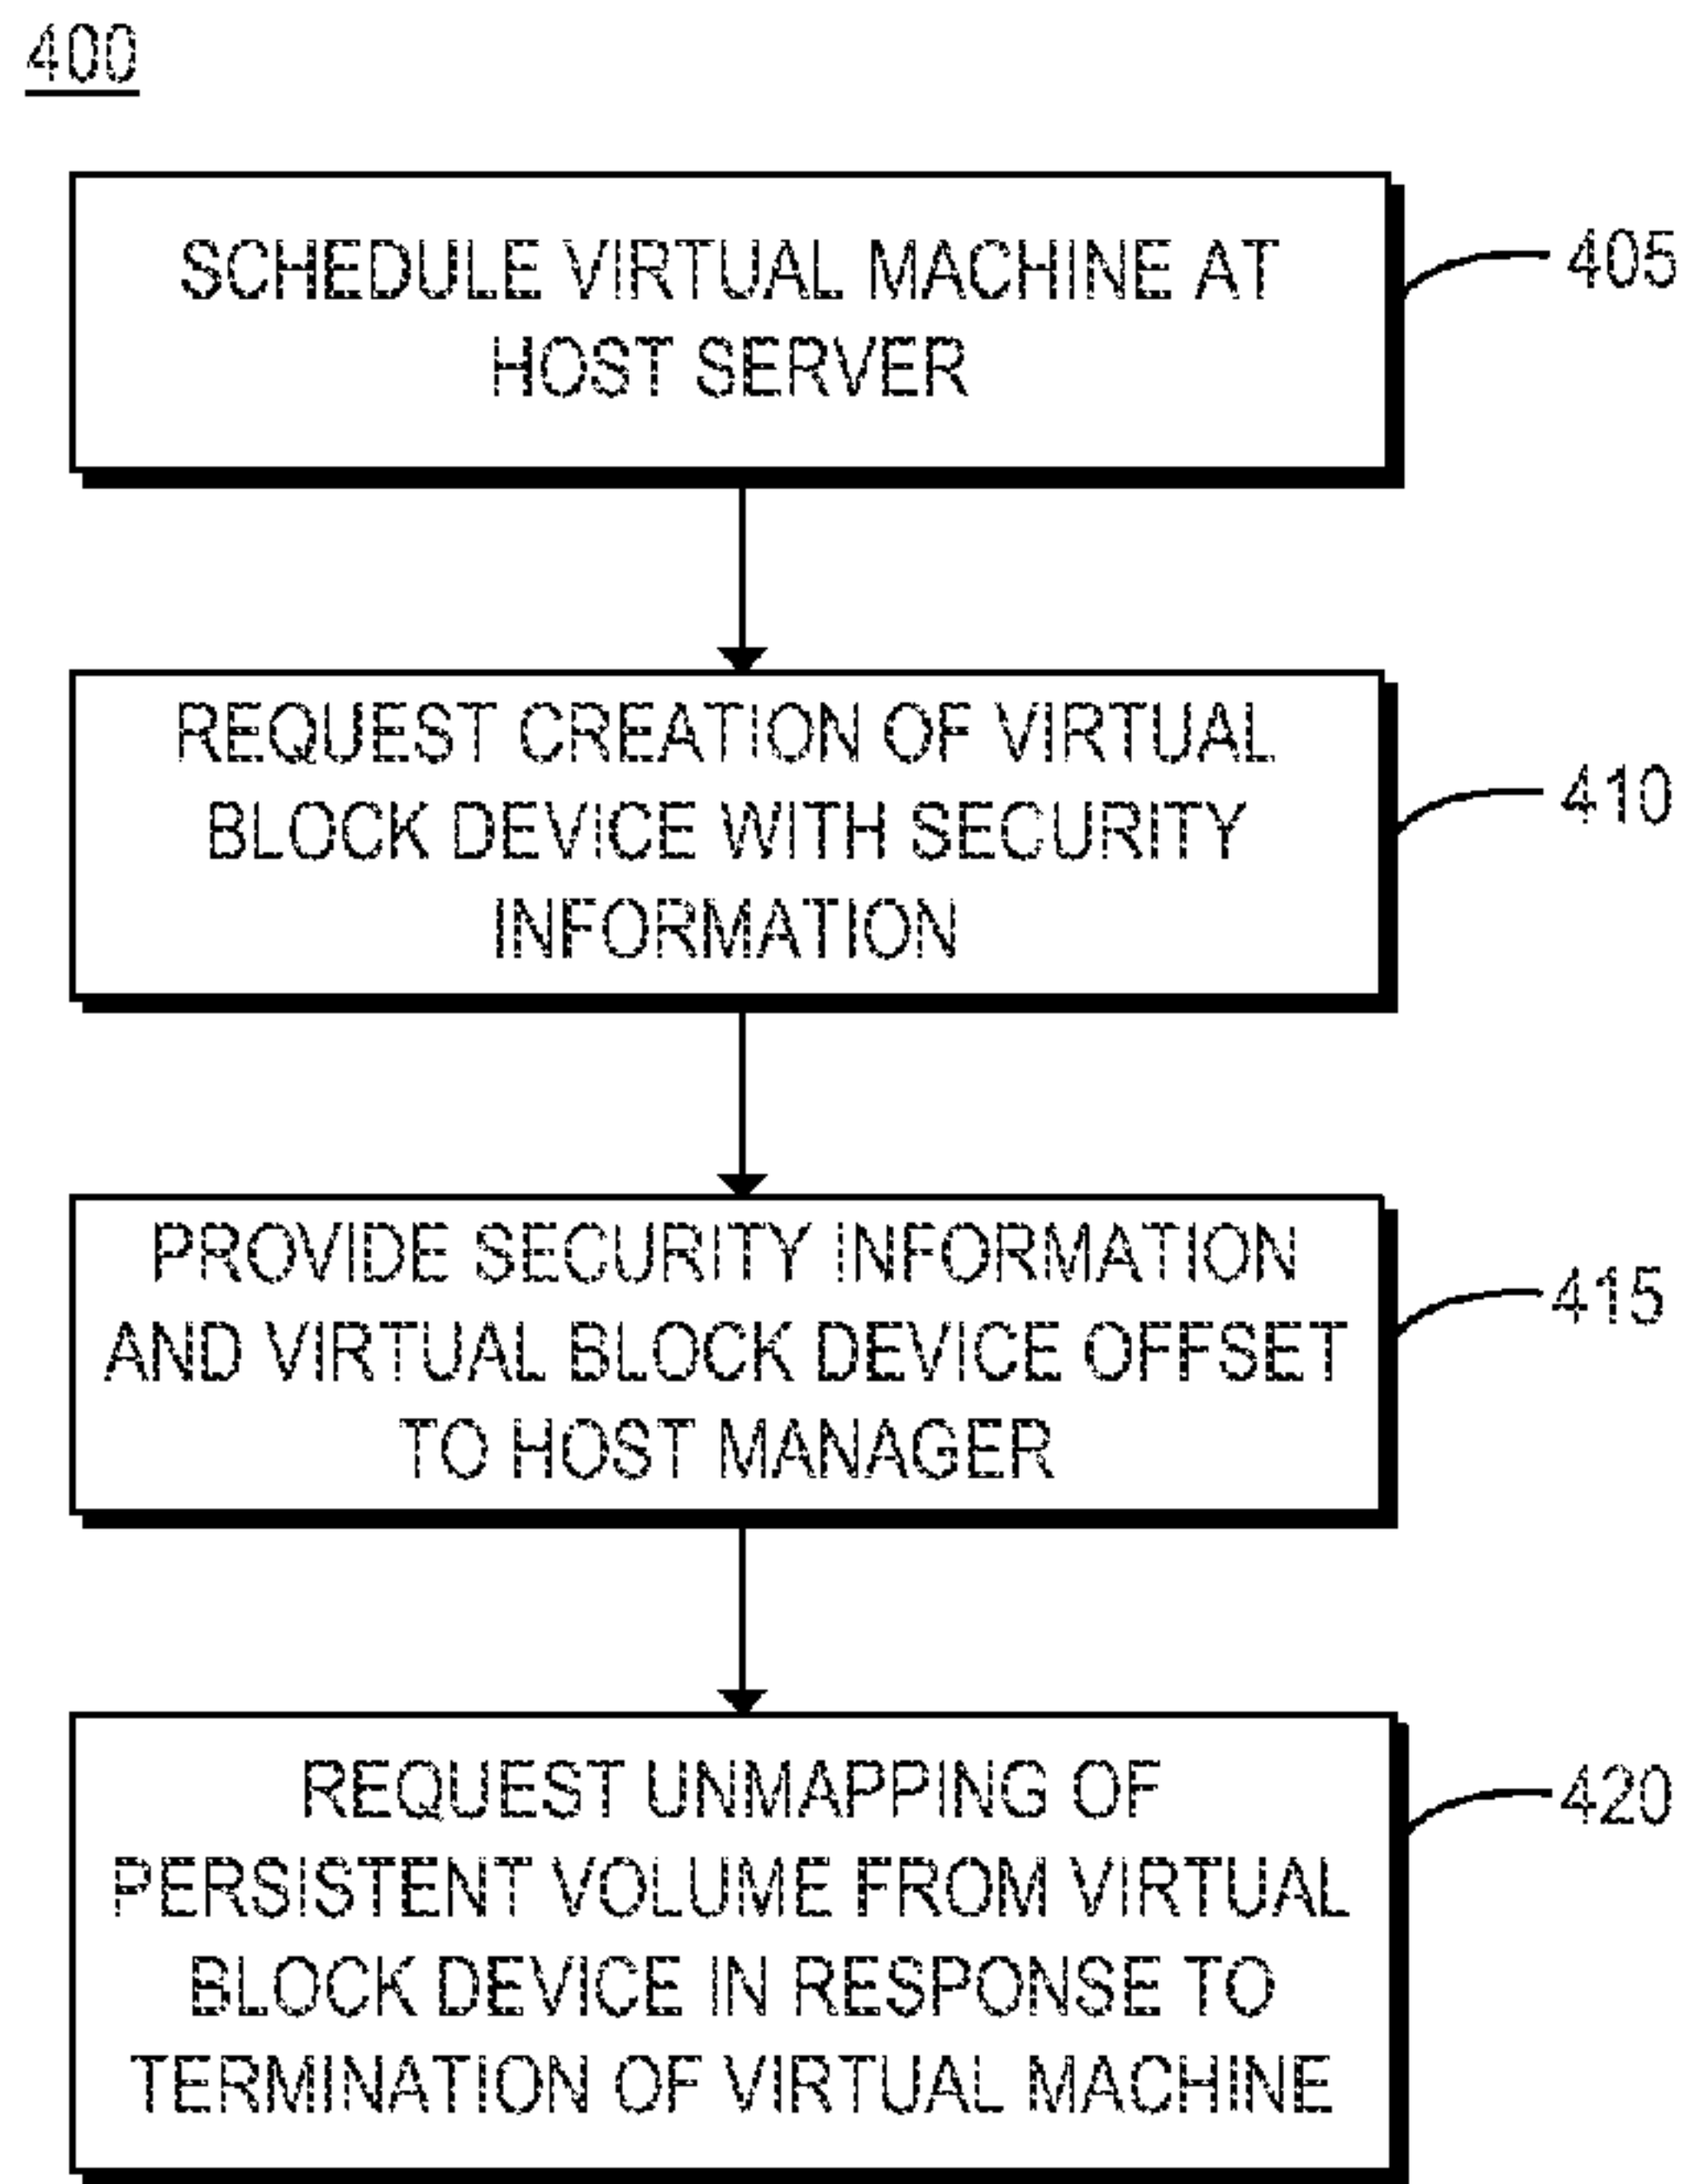 400
SCHEDULE VIRTUAL MACHINE AT
HOST SERVER
405
REQUEST CREATION OF VIRTUAL
BLOCK DEVICE WITH SECURITY
INFORMATION
410
PROVIDE SECURITY INFORMATION
AND VIRTUAL BLOCK DEVICE OFFSET
TO HOST MANAGER
415
REQUEST UNMAPPING OF
PERSISTENT VOLUME FROM VIRTUAL
BLOCK DEVICE IN RESPONSE TO
TERMINATION OF VIRTUAL MACHINE
420